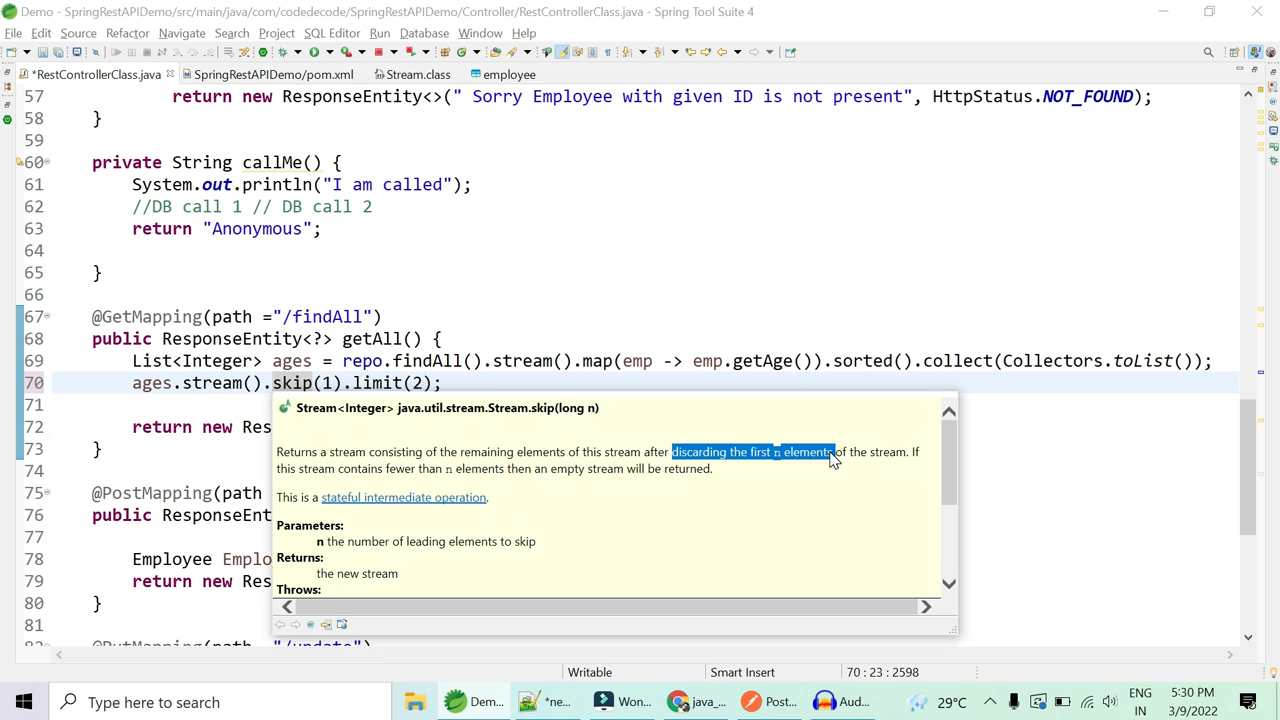 Demo/src/main/java/com/codedecode/SpringRestAPIDemo/Controller/RestControllerClass.java - Spring Tool Suite 4
File Edit Source Refactor Navigate Search Project SQL Editor Run Database Window Help
*RestControllerClass.java SpringRestAPIDemo/pom.xml Stream.class employee
57 return new ResponseEntity<>(" Sorry Employee with given ID is not present", HttpStatus.NOT_FOUND);
58 }
59
60 private String callMe() {
61 System.out.println("I am called");
62 //DB call 1 // DB call 2
63 return "Anonymous";
64
65 }
66
67 @GetMapping(path ="/findAll")
68 public ResponseEntity<?> getAll() {
69 List<Integer> ages = repo.findAll().stream().map(emp -> emp.getAge()).sorted().collect(Collectors.toList());
70 ages.stream().skip(1).limit(2);
71
72 return new Res
73 }
74
75 @PostMapping(path
76 public ResponseEnt
77
78 Employee Emplo
79 return new Res
80 }
81
82 @PutMapping(path ="/update")
Stream<Integer> java.util.stream.Stream.skip(long n)
Returns a stream consisting of the remaining elements of this stream after discarding the first n elements of the stream. If
this stream contains fewer than n elements then an empty stream will be returned.
This is a stateful intermediate operation.
Parameters:
n the number of leading elements to skip
Returns:
the new stream
Throws:
Writable Smart Insert 70 : 23 : 2598
Type here to search Dem... *ne... Won... java_... Post... Aud... 29°C ENG IN 5:30 PM 3/9/2022